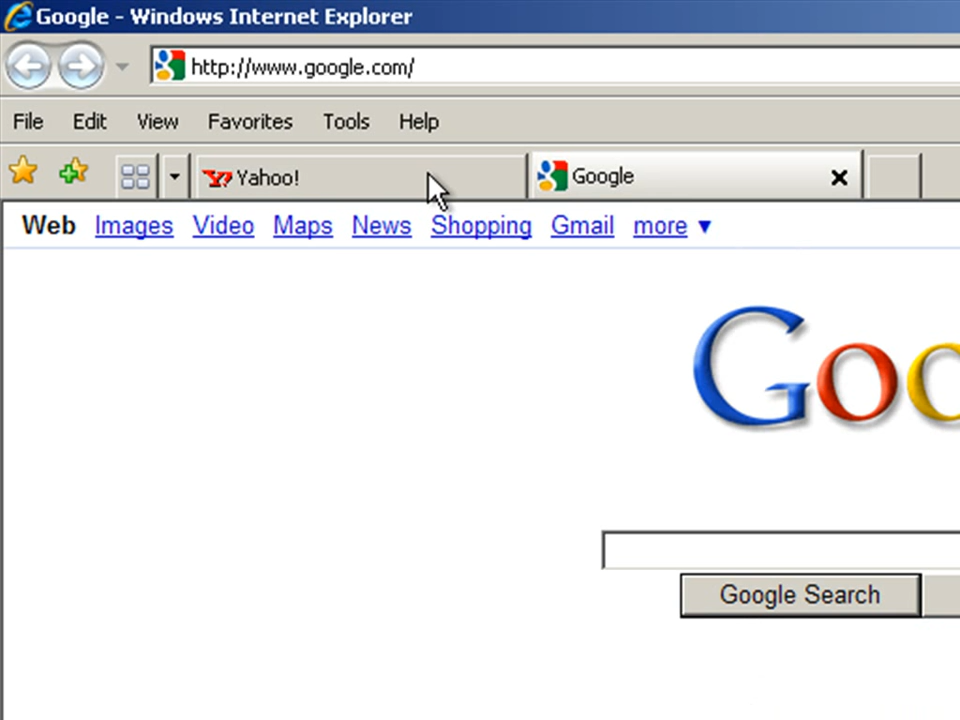 Google - Windows Internet Explorer
http://www.google.com/
File Edit View Favorites Tools Help
Yahoo! Google
Web Images Video Maps News Shopping Gmail more ▼
Goo
Google Search